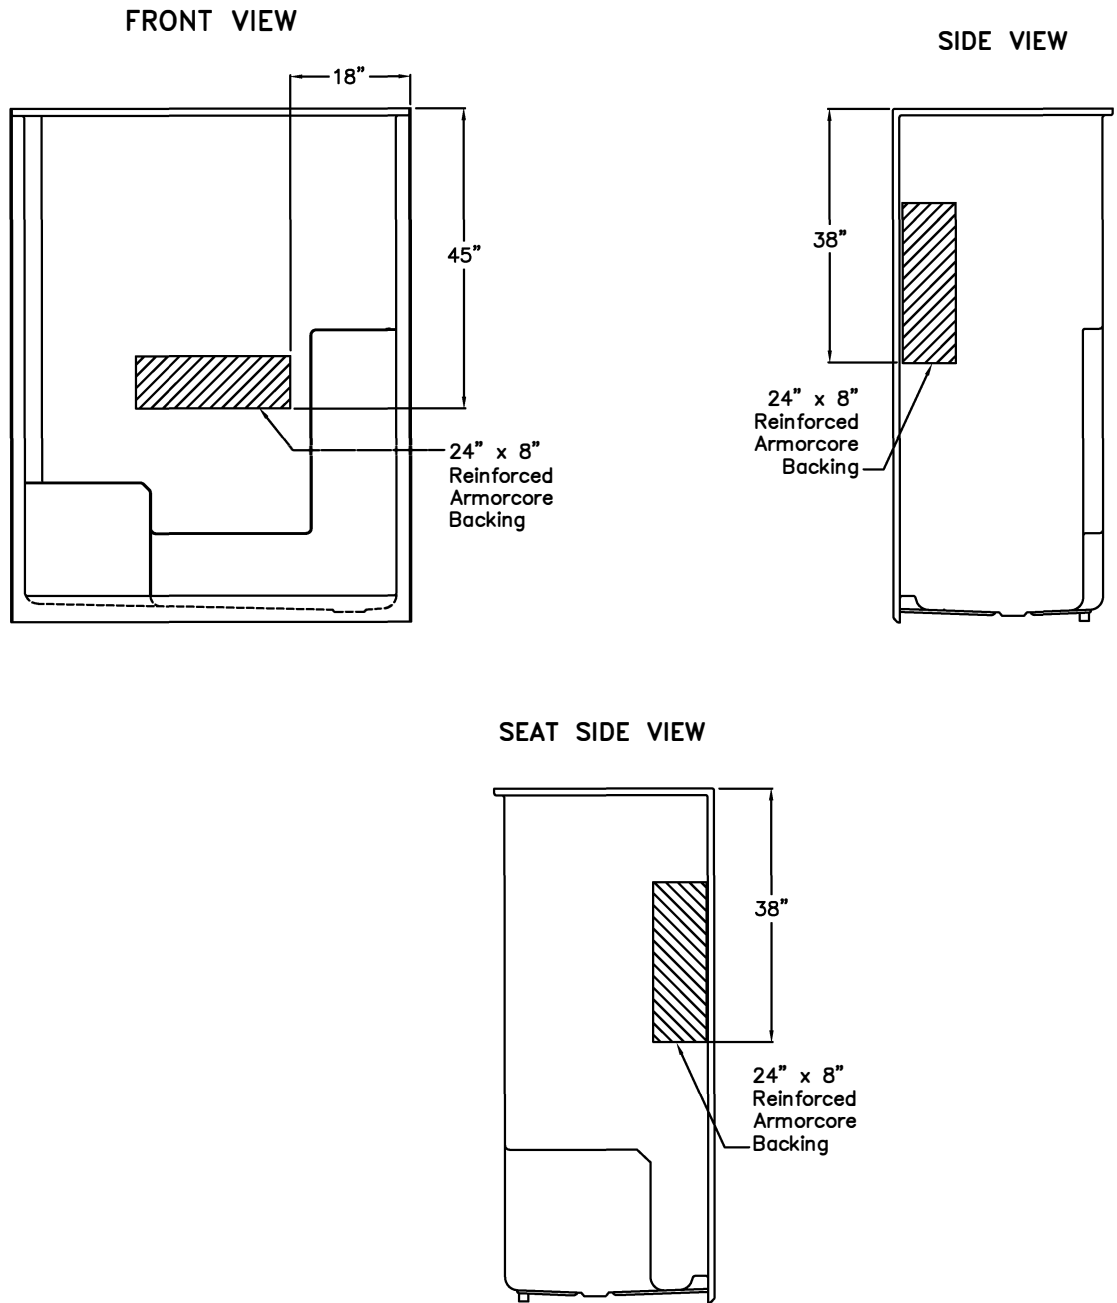 FRONT VIEW
18”
45”
24” x 8”
Reinforced
Armorcore
Backing
SIDE VIEW
38”
24” x 8”
Reinforced
Armorcore
Backing
SEAT SIDE VIEW
38”
24” x 8”
Reinforced
Armorcore
Backing